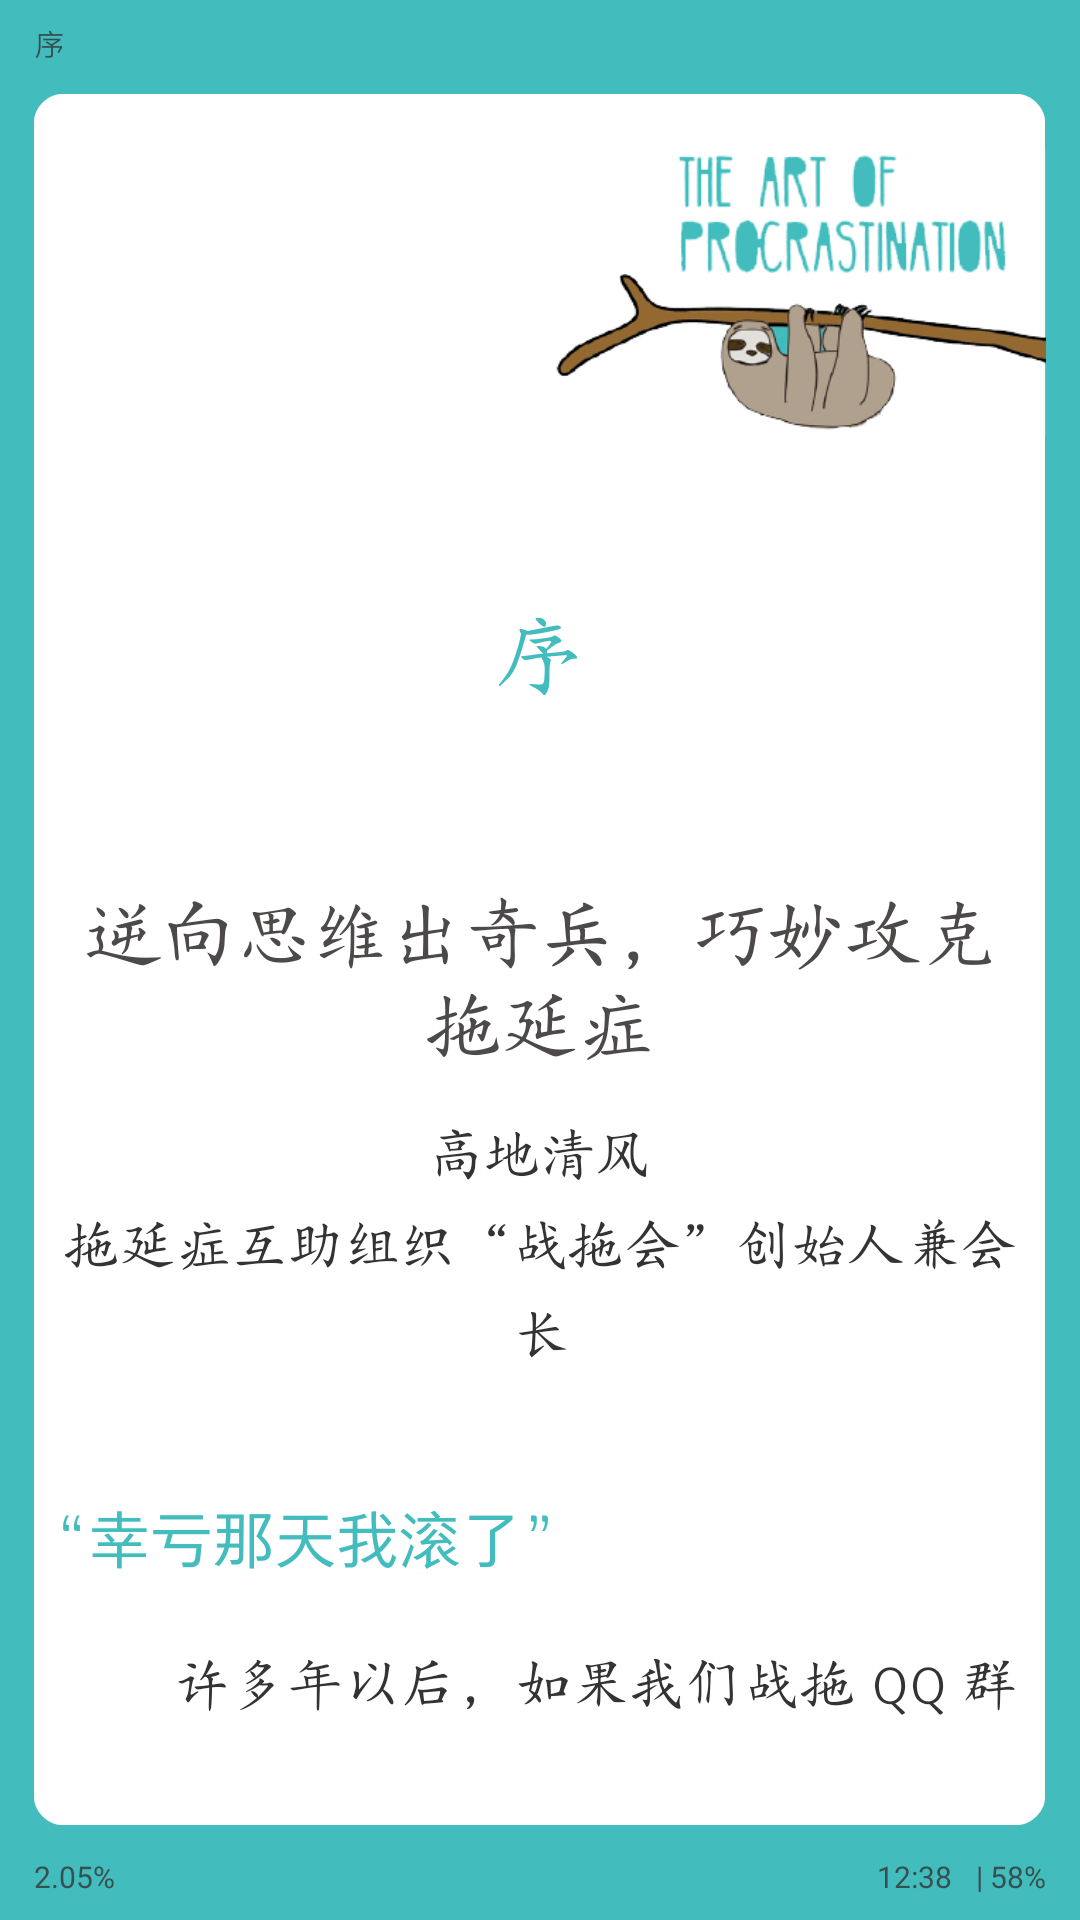 序
THE ART OF
PROCRASTINATION
序
逆向思维出奇兵，巧妙攻克
拖延症
高地清风
拖延症互助组织“战拖会”创始人兼会
长
“幸亏那天我滚了”
许多年以后，如果我们战拖 QQ 群
2.05%
12:38 | 58%